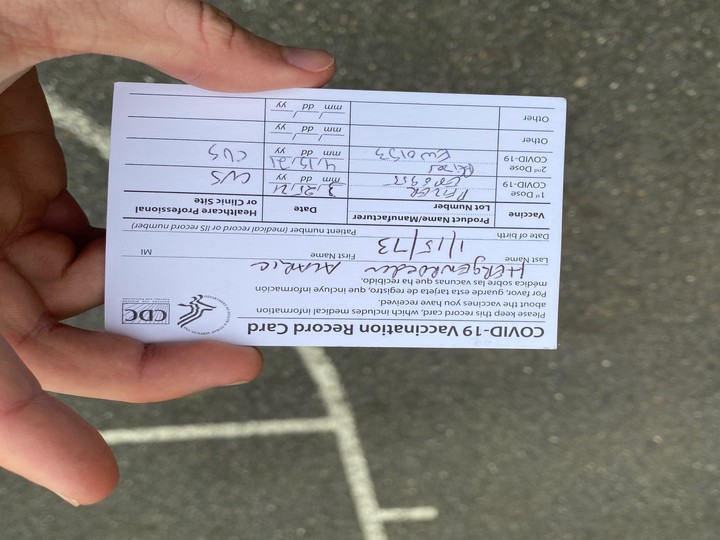 COVID-19 Vaccination Record Card
CDC
Please keep this record card, which includes medical information
about the vaccines you have received.
Por favor, guarde esta tarjeta de registro, que incluye información
médica sobre las vacunas que ha recibido.
Hergenroeder Alaric
Last Name First Name MI
1/15/73
Date of birth Patient number (medical record or IIS record number)
Vaccine Product Name/Manufacturer Date Healthcare Professional
Lot Number or Clinic Site
1st Dose Pfizer 3/25/21 CVS
COVID-19 mm dd yy
2nd Dose Pfizer 4/15/21 CVS
COVID-19 EW0153 mm dd yy
Other mm dd yy
Other mm dd yy